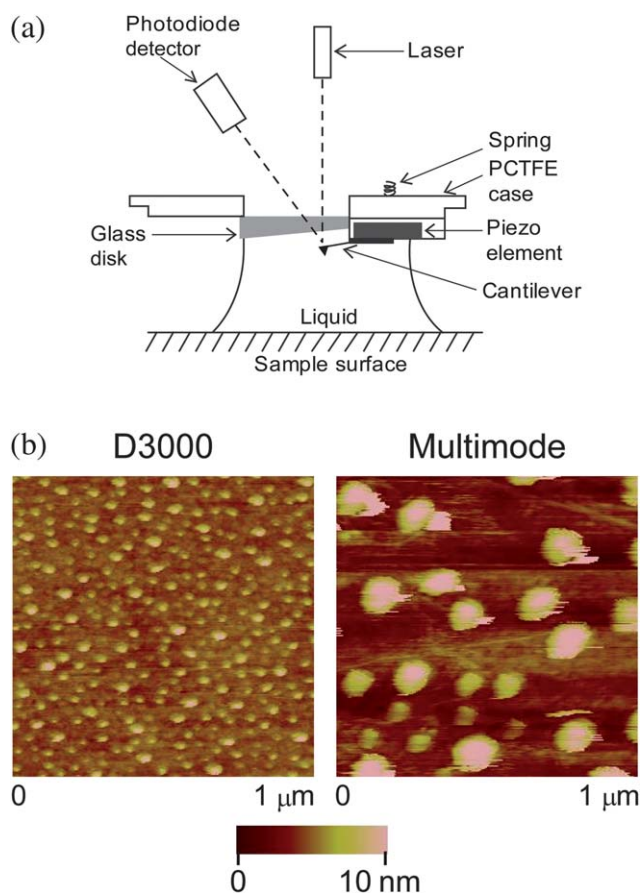 (a)
Photodiode
detector
Laser
Spring
PCTFE
case
Glass
disk
Piezo
element
Cantilever
Liquid
Sample surface
(b)
D3000
Multimode
0
1 μm
0
1 μm
0
10 nm